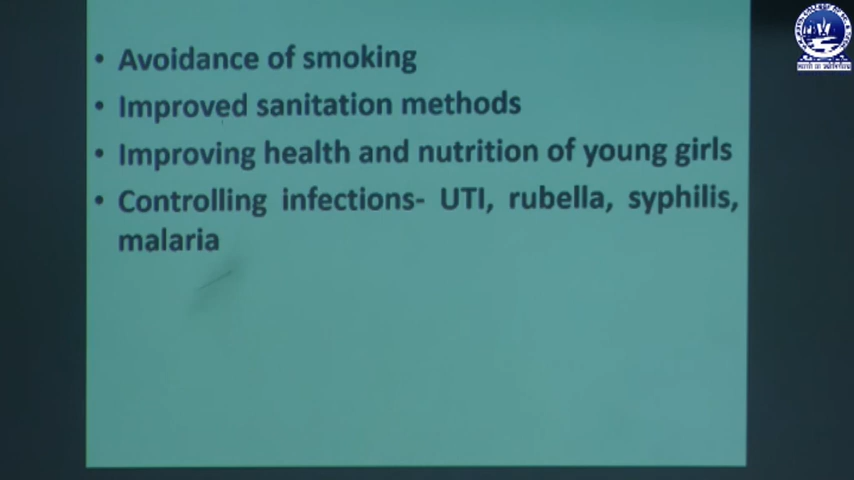 • Avoidance of smoking
• Improved sanitation methods
• Improving health and nutrition of young girls
• Controlling infections- UTI, rubella, syphilis,
malaria